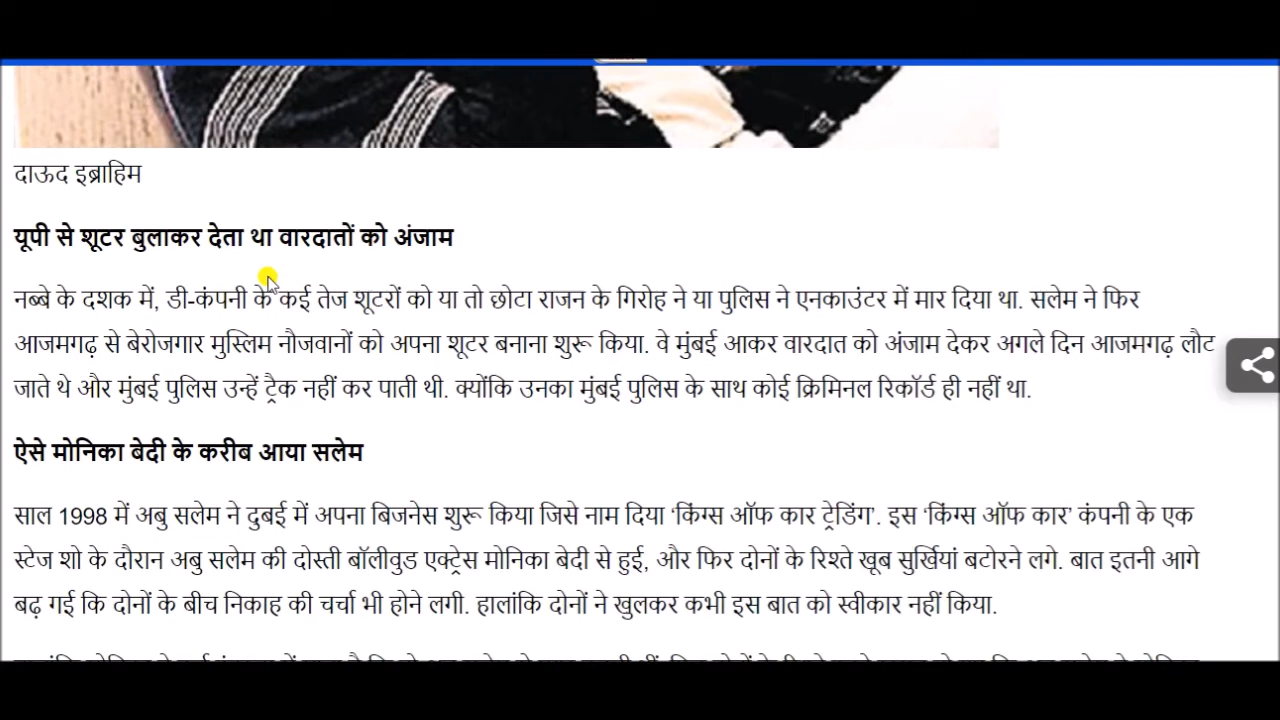 दाऊद इब्राहिम
यूपी से शूटर बुलाकर देता था वारदातों को अंजाम
नब्बे के दशक में, डी-कंपनी के कई तेज शूटरों को या तो छोटा राजन के गिरोह ने या पुलिस ने एनकाउंटर में मार दिया था. सलेम ने फिर
आजमगढ़ से बेरोजगार मुस्लिम नौजवानों को अपना शूटर बनाना शुरू किया. वे मुंबई आकर वारदात को अंजाम देकर अगले दिन आजमगढ़ लौट
जाते थे और मुंबई पुलिस उन्हें ट्रैक नहीं कर पाती थी. क्योंकि उनका मुंबई पुलिस के साथ कोई क्रिमिनल रिकॉर्ड ही नहीं था.
ऐसे मोनिका बेदी के करीब आया सलेम
साल 1998 में अबु सलेम ने दुबई में अपना बिजनेस शुरू किया जिसे नाम दिया ‘किंग्स ऑफ कार ट्रेडिंग’. इस ‘किंग्स ऑफ कार’ कंपनी के एक
स्टेज शो के दौरान अबु सलेम की दोस्ती बॉलीवुड एक्ट्रेस मोनिका बेदी से हुई, और फिर दोनों के रिश्ते खूब सुर्खियां बटोरने लगे. बात इतनी आगे
बढ़ गई कि दोनों के बीच निकाह की चर्चा भी होने लगी. हालांकि दोनों ने खुलकर कभी इस बात को स्वीकार नहीं किया.